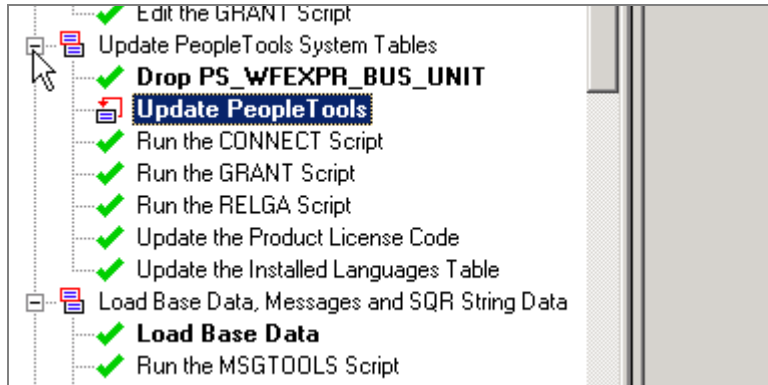 Edit the GRANT Script
Update PeopleTools System Tables
Drop PS_WFEXPR_BUS_UNIT
Update PeopleTools
Run the CONNECT Script
Run the GRANT Script
Run the RELGA Script
Update the Product License Code
Update the Installed Languages Table
Load Base Data, Messages and SQR String Data
Load Base Data
Run the MSGTOOLS Script